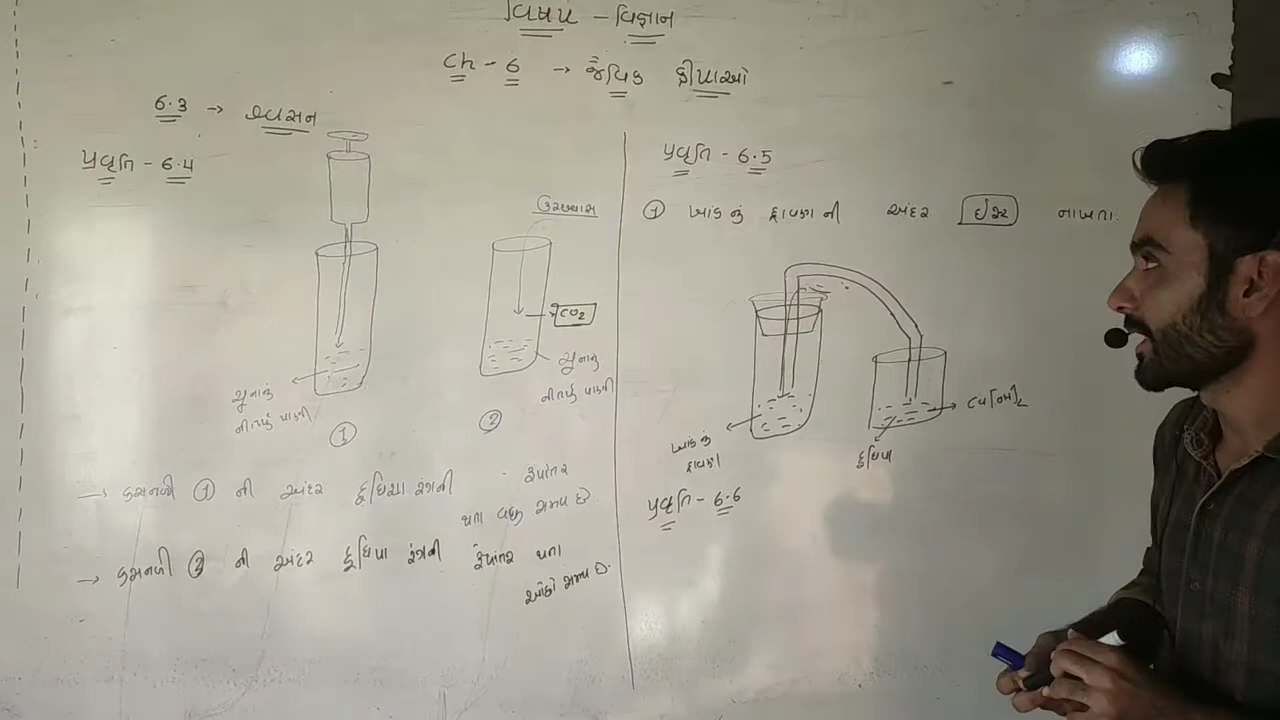 વિષય – વિજ્ઞાન
Ch – 6 → જૈવિક ક્રીયાઓ
6.3 → શ્વસન
પ્રવૃતિ – 6.4
ઉચ્છવાસ
CO₂
ચુનાનું
નીતર્યુ પાણી
①
ચુનાનું
નીતર્યુ પાણી
②
→ કસનળી ① ની અંદર દૂધિયા રંગની રૂપાંતર
થતા વધુ સમય છે.
→ કસનળી ② ની અંદર દૂધિયા રંગની રૂપાંતર થતા
ઓછો સમય છે.
પ્રવૃતિ – 6.5
① ખાંડનું દ્રાવણ ની અંદર ઈસ્ટ નાખતા.
ખાંડનું
દ્રાવણ
Ca[OH]₂
દૂધિયા
પ્રવૃતિ – 6.6